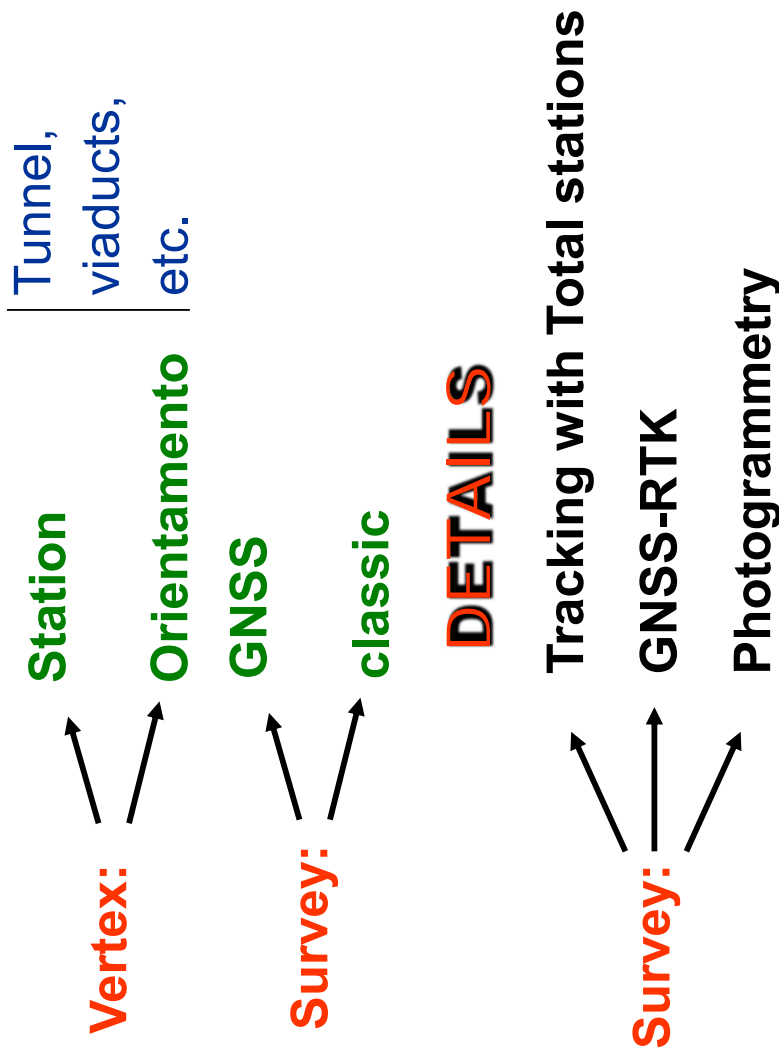 Station
Tunnel,
viaducts,
etc.
Vertex:
Orientamento
GNSS
Survey:
classic
DETAILS
Tracking with Total stations
Survey:
GNSS-RTK
Photogrammetry